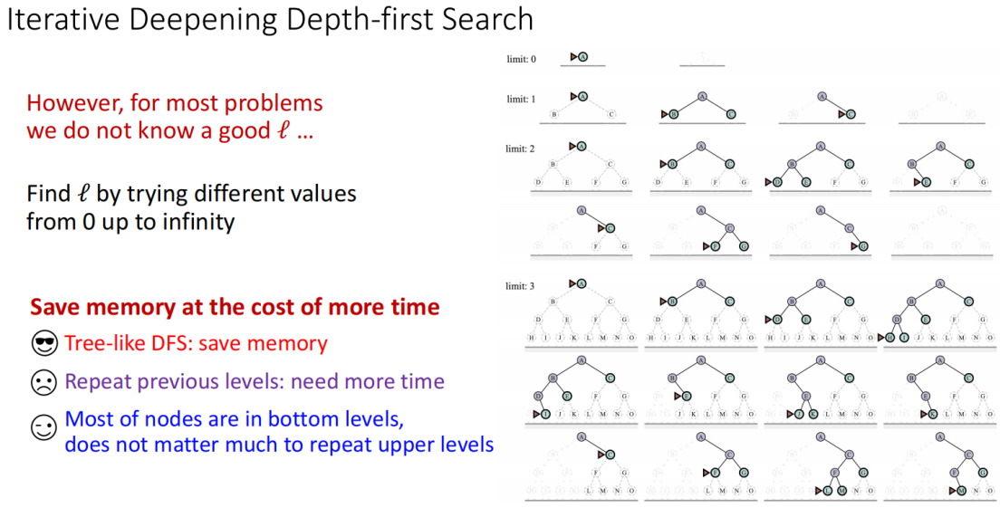 Iterative Deepening Depth-first Search
However, for most problems
we do not know a good ℓ ...
Find ℓ by trying different values
from 0 up to infinity
Save memory at the cost of more time
Tree-like DFS: save memory
Repeat previous levels: need more time
Most of nodes are in bottom levels,
does not matter much to repeat upper levels
limit: 0
A
limit: 1
A A A
B C B C C
limit: 2
A A A A
B C B C B C B C
D E F G D E F G D E F G E F G
A A A
C C C
F G F G G
limit: 3
A A A A
B C B C B C B C
D E F G D E F G D E F G D E F G
H I J K L M N O H I J K L M N O H I J K L M N O H I J K L M N O
A A A A
B C B C B C B C
D E F G E F G E F G E F G
I J K L M N O J K L M N O J K L M N O K L M N O
A A A A
C C C C
F G F G F G F G
L M N O L M N O L M N O M N O